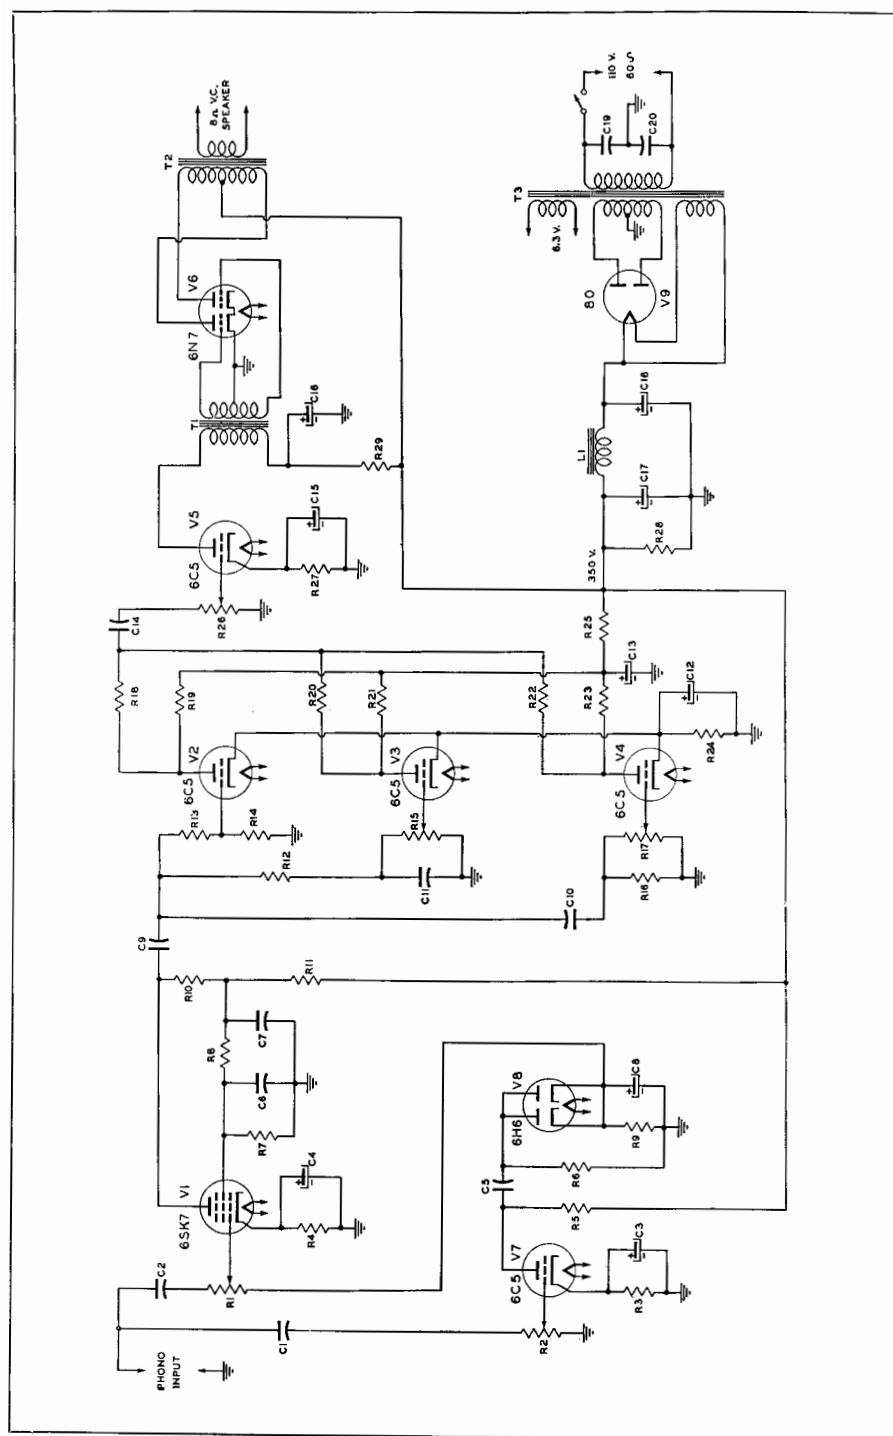 PHONO
INPUT
C2
R1
C1
R2
V1
6SK7
R4
C4
R7
C6
R8
C7
R10
R11
C9
V7
6C5
R3
C3
R5
C5
R6
V8
6H6
R9
C8
R13
R14
R12
C11
R15
C10
R16
R17
V2
6C5
V3
6C5
V4
6C5
R18
R19
R20
R21
R22
R23
R24
C12
C13
R25
C14
R26
V5
6C5
R27
C15
T1
C16
R29
V6
6N7
T2
8Ω V.C.
SPEAKER
350 V.
R28
C17
L1
C18
80
V9
T3
6.3 V.
C19
C20
110 V.
60∿